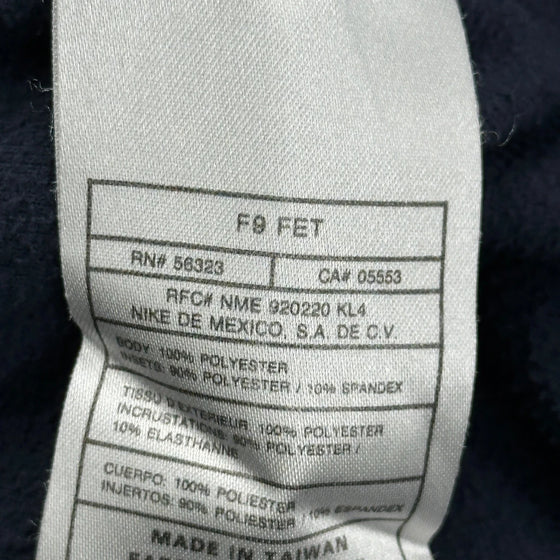 F9 FET
RN# 56323 CA# 05553
RFC# NME 920220 KL4
NIKE DE MEXICO, S.A. DE C.V.
BODY: 100% POLYESTER
INSETS: 90% POLYESTER / 10% SPANDEX
TISSU D'EXTERIEUR: 100% POLYESTER
INCRUSTATIONS: 90% POLYESTER /
10% ELASTHANNE
CUERPO: 100% POLIESTER
INJERTOS: 90% POLIESTER / 10% ESPANDEX
MADE IN TAIWAN